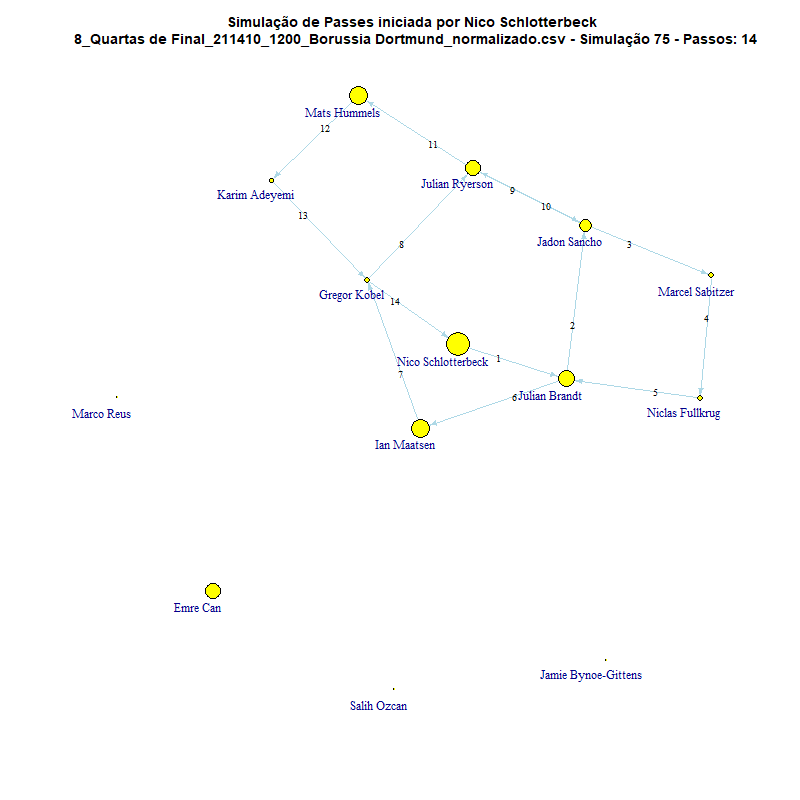 Simulação de Passes iniciada por Nico Schlotterbeck
8_Quartas de Final_211410_1200_Borussia Dortmund_normalizado.csv - Simulação 75 - Passos: 14
Mats Hummels
12
11
Julian Ryerson
Karim Adeyemi
9
10
13
Jadon Sancho
8
3
Gregor Kobel
14
Marcel Sabitzer
4
2
Nico Schlotterbeck
1
7
Julian Brandt
5
6
Niclas Fullkrug
Marco Reus
Ian Maatsen
Emre Can
Jamie Bynoe-Gittens
Salih Ozcan